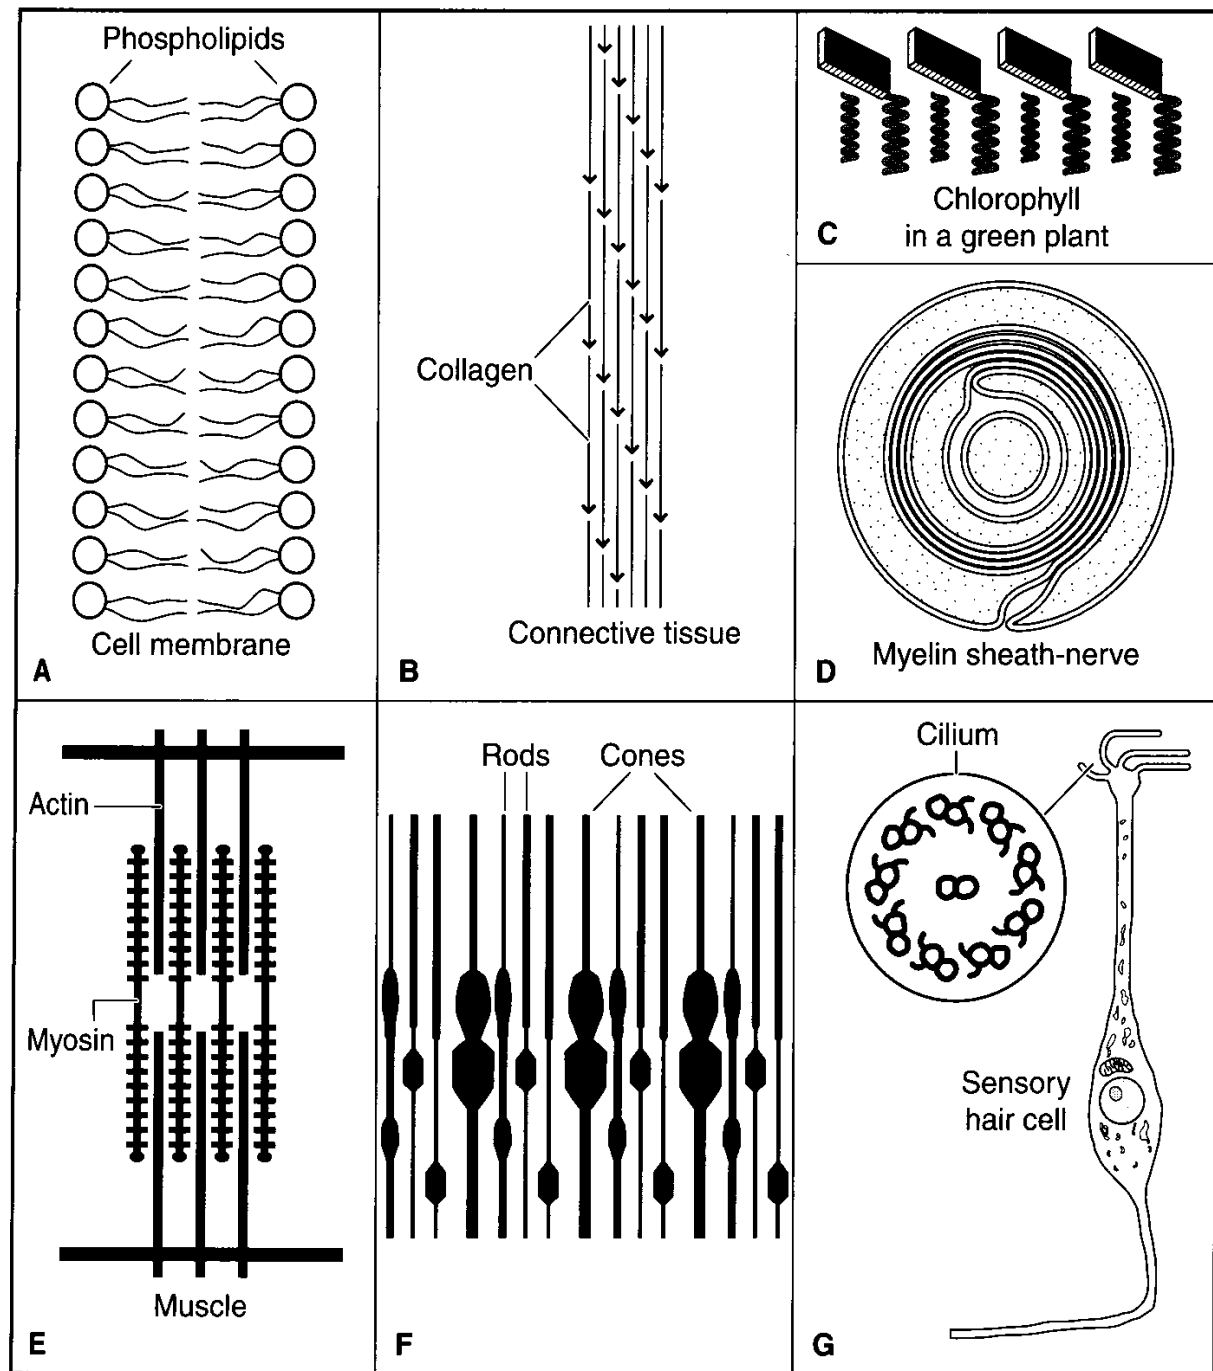 Phospholipids
Cell membrane
A
Collagen
Connective tissue
B
Chlorophyll
in a green plant
C
Myelin sheath-nerve
D
Actin
Myosin
Muscle
E
Rods
Cones
F
Cilium
Sensory
hair cell
G